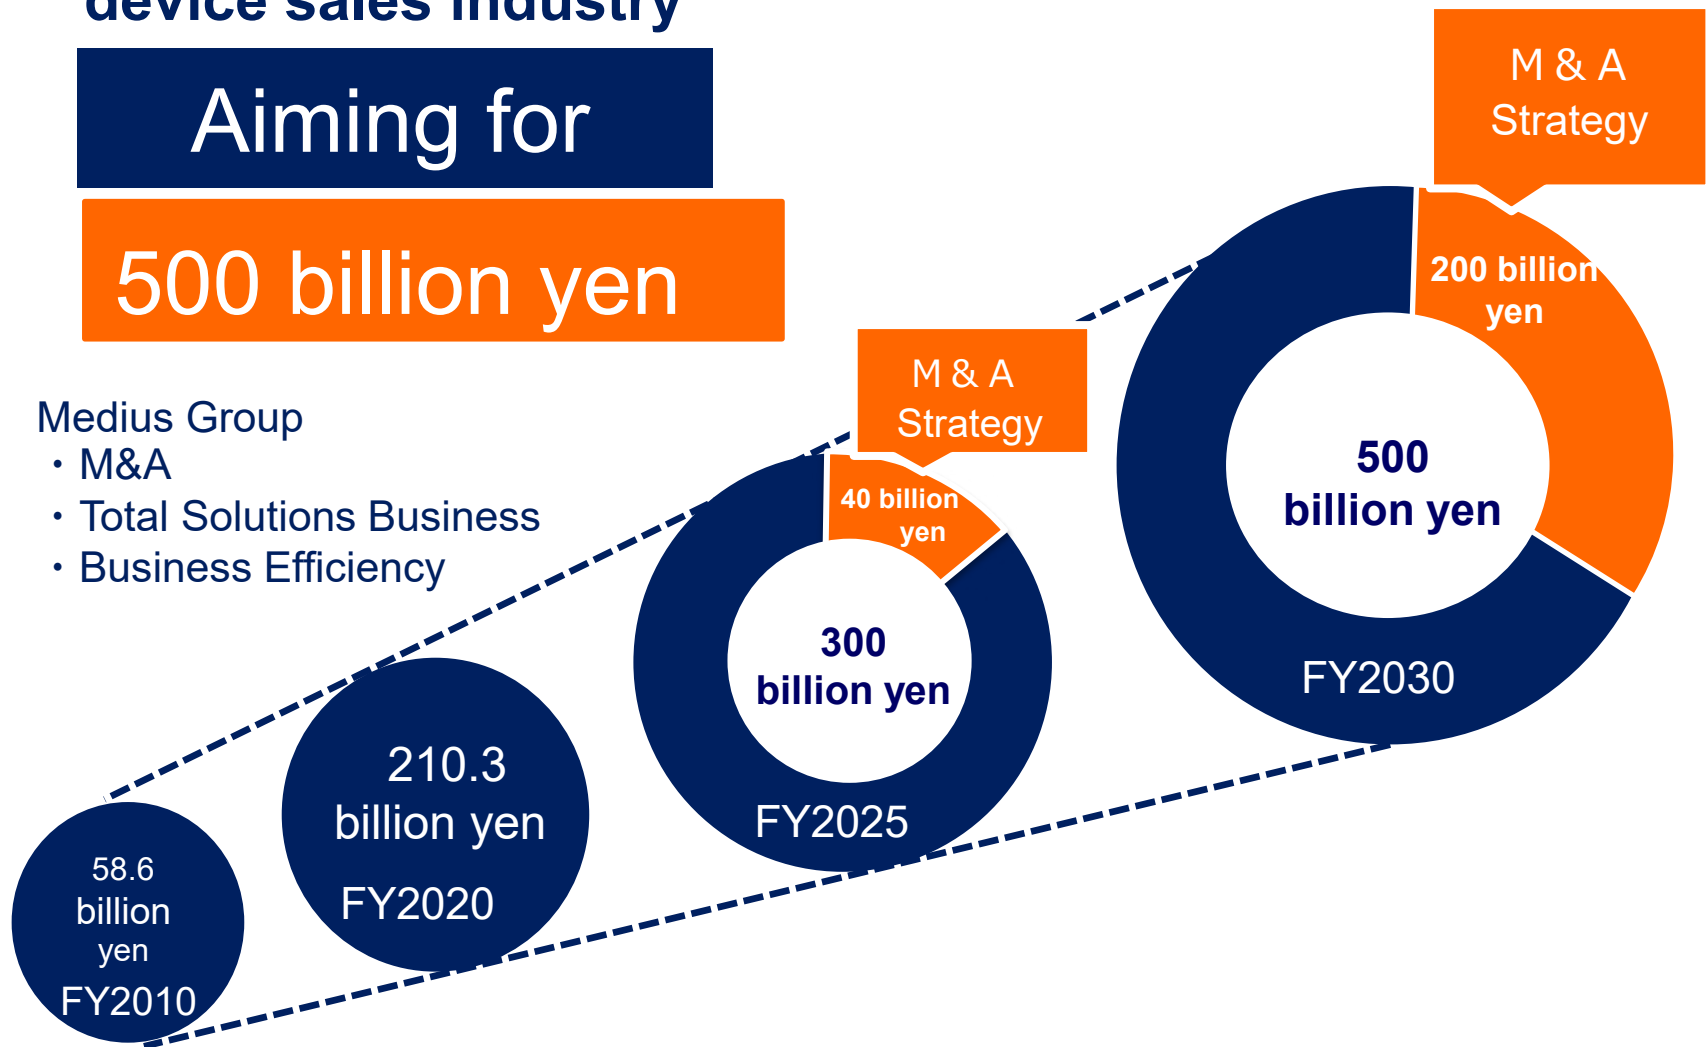 device sales industry
Aiming for
500 billion yen
Medius Group
・M&A
・Total Solutions Business
・Business Efficiency
58.6
billion
yen
FY2010
210.3
billion yen
FY2020
M & A
Strategy
40 billion
yen
300
billion yen
FY2025
M & A
Strategy
200 billion
yen
500
billion yen
FY2030